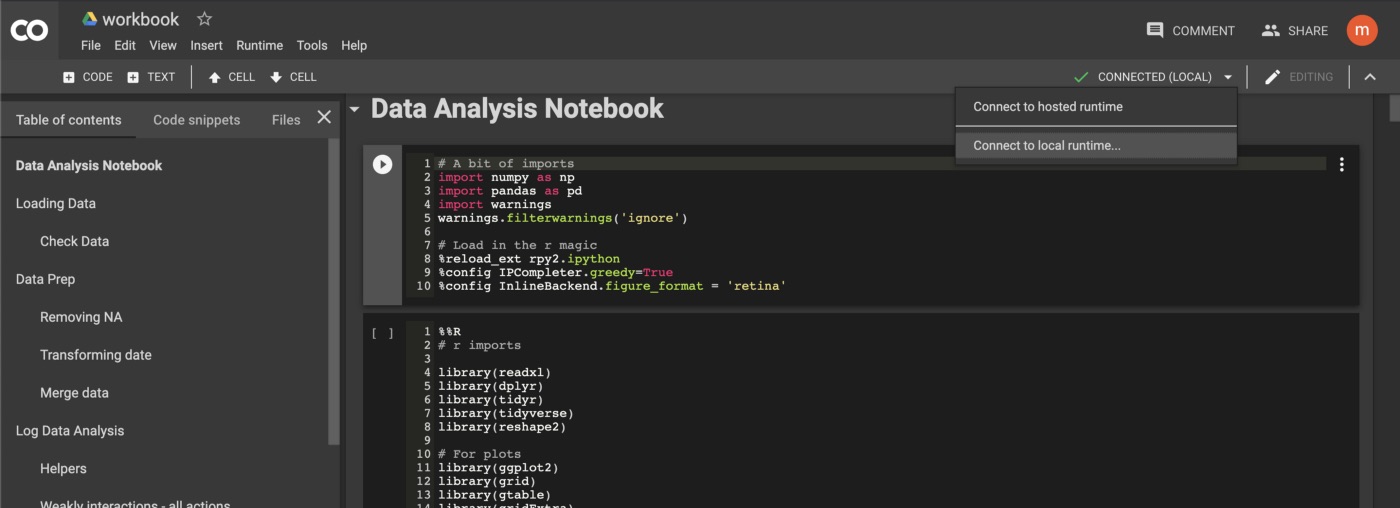 CO
workbook
File Edit View Insert Runtime Tools Help
COMMENT SHARE m
CODE TEXT CELL CELL
CONNECTED (LOCAL) EDITING
Connect to hosted runtime
Connect to local runtime...
Table of contents Code snippets Files
Data Analysis Notebook
Loading Data
Check Data
Data Prep
Removing NA
Transforming date
Merge data
Log Data Analysis
Helpers
Weakly interactions - all actions
Data Analysis Notebook
1 # A bit of imports
2 import numpy as np
3 import pandas as pd
4 import warnings
5 warnings.filterwarnings('ignore')
6
7 # Load in the r magic
8 %reload_ext rpy2.ipython
9 %config IPCompleter.greedy=True
10 %config InlineBackend.figure_format = 'retina'
[ ]
1 %%R
2 # r imports
3
4 library(readxl)
5 library(dplyr)
6 library(tidyr)
7 library(tidyverse)
8 library(reshape2)
9
10 # For plots
11 library(ggplot2)
12 library(grid)
13 library(gtable)
14 library(gridExtra)